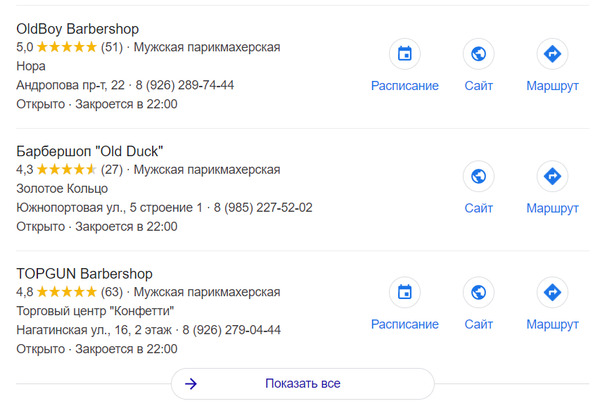 OldBoy Barbershop
5,0 ★★★★★ (51) · Мужская парикмахерская
Нора
Андропова пр-т, 22 · 8 (926) 289-74-44
Открыто · Закроется в 22:00
Расписание
Сайт
Маршрут
Барбершоп "Old Duck"
4,3 (27) · Мужская парикмахерская
Золотое Кольцо
Южнопортовая ул., 5 строение 1 · 8 (985) 227-52-02
Открыто · Закроется в 22:00
Сайт
Маршрут
TOPGUN Barbershop
4,8 ★★★★★ (63) · Мужская парикмахерская
Торговый центр "Конфетти"
Нагатинская ул., 16, 2 этаж · 8 (926) 279-04-44
Открыто · Закроется в 22:00
Расписание
Сайт
Маршрут
Показать все